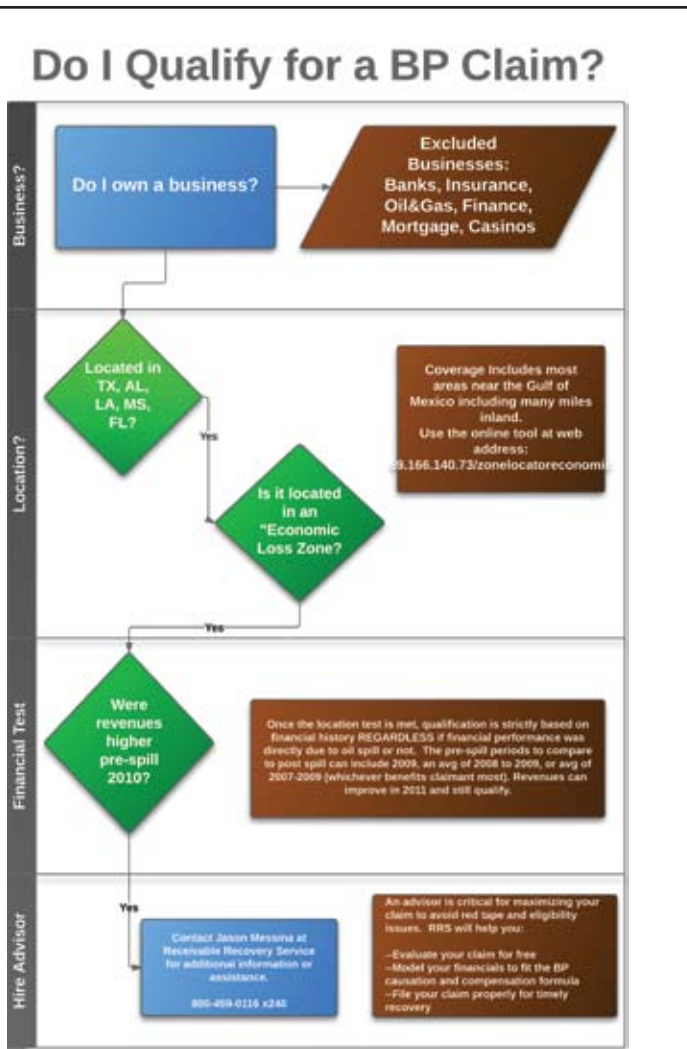 Do I Qualify for a BP Claim?
Business?
Do I own a business?
Excluded
Businesses:
Banks, Insurance,
Oil&Gas, Finance,
Mortgage, Casinos
Location?
Located in
TX, AL,
LA, MS,
FL?
Yes
Is it located
in an
"Economic
Loss Zone?
Coverage Includes most
areas near the Gulf of
Mexico including many miles
inland.
Use the online tool at web
address:
9.166.140.73/zonelocatoreconomic
Yes
Financial Test
Were
revenues
higher
pre-spill
2010?
Once the location test is met, qualification is strictly based on
financial history REGARDLESS if financial performance was
directly due to oil spill or not. The pre-spill periods to compare
to post spill can include 2009, an avg of 2008 to 2009, or avg of
2007-2009 (whichever benefits claimant most). Revenues can
improve in 2011 and still qualify.
Hire Advisor
Yes
Contact Jason Messina at
Receivable Recovery Service
for additional information or
assistance.
800-459-0116 x240
An advisor is critical for maximizing your
claim to avoid red tape and eligibility
issues. RRS will help you:
--Evaluate your claim for free
--Model your financials to fit the BP
causation and compensation formula
--File your claim properly for timely
recovery